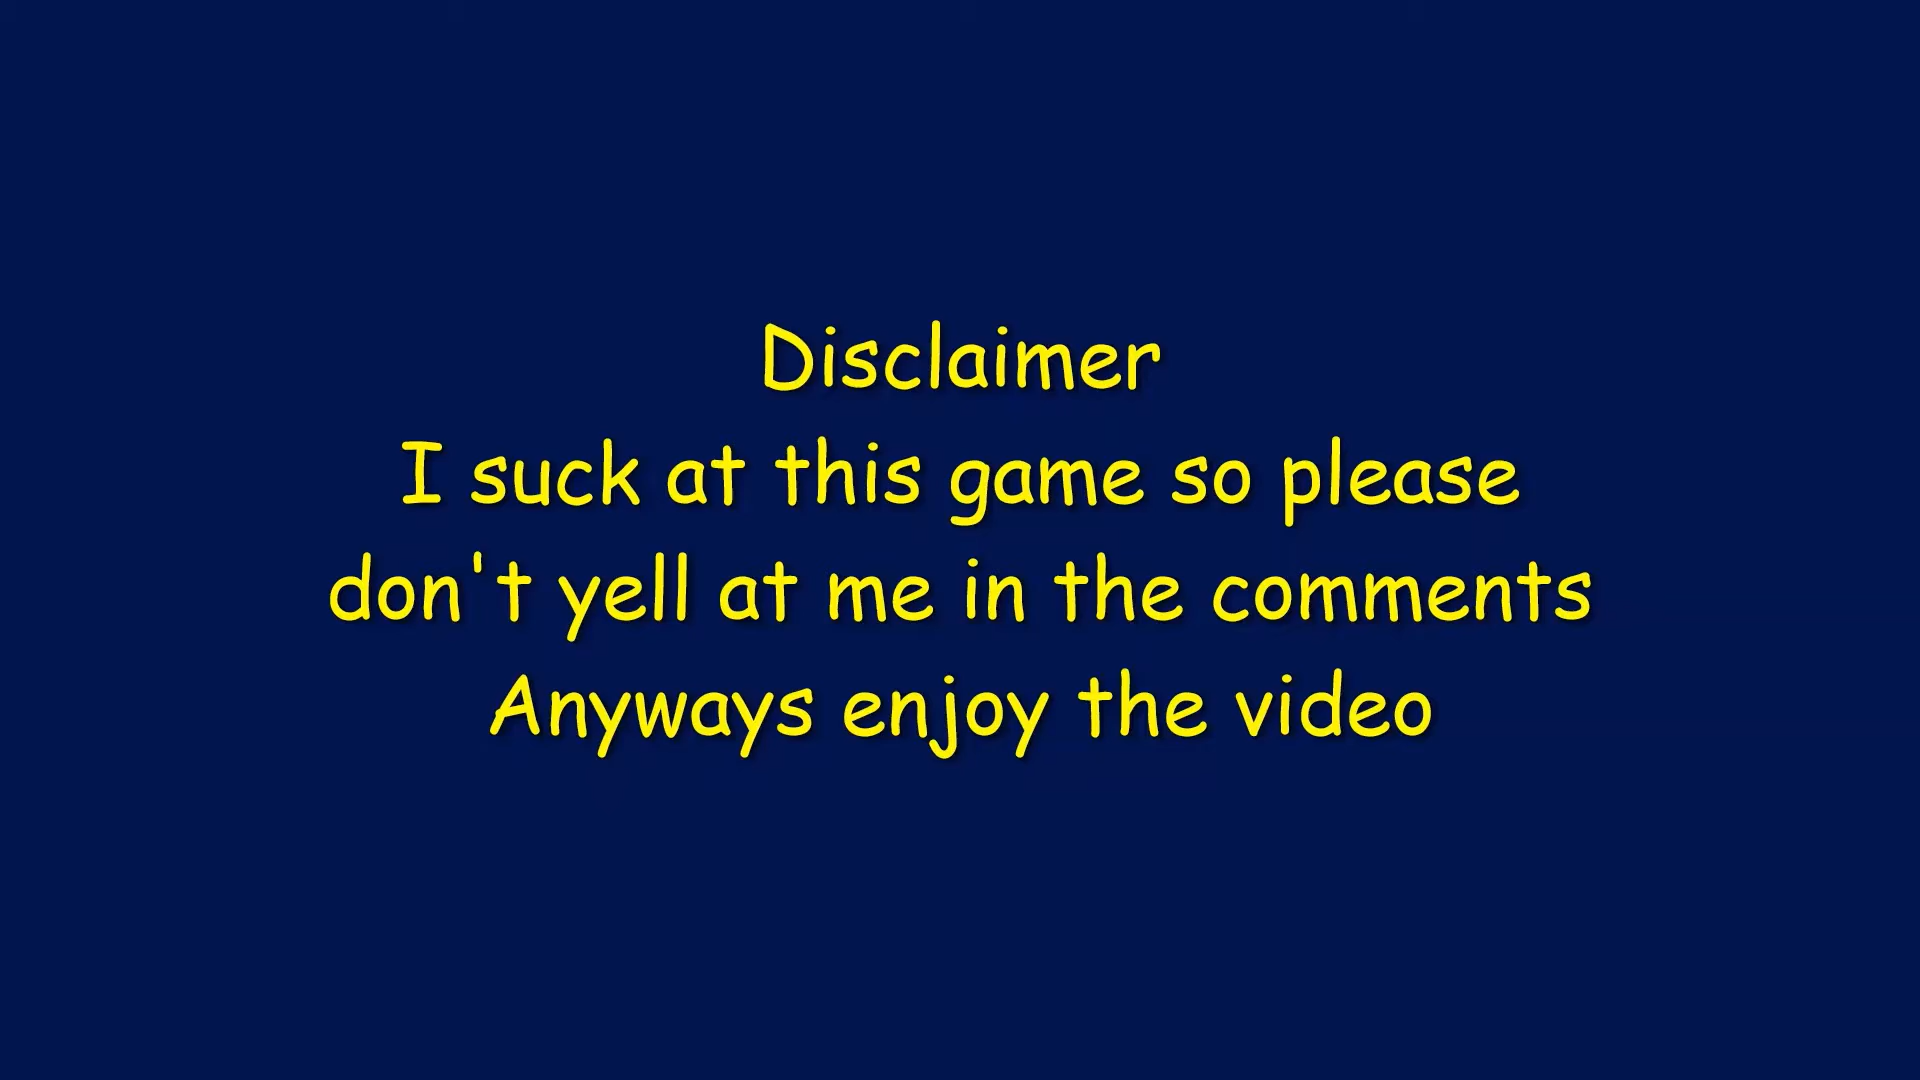 Disclaimer
I suck at this game so please
don't yell at me in the comments
Anyways enjoy the video